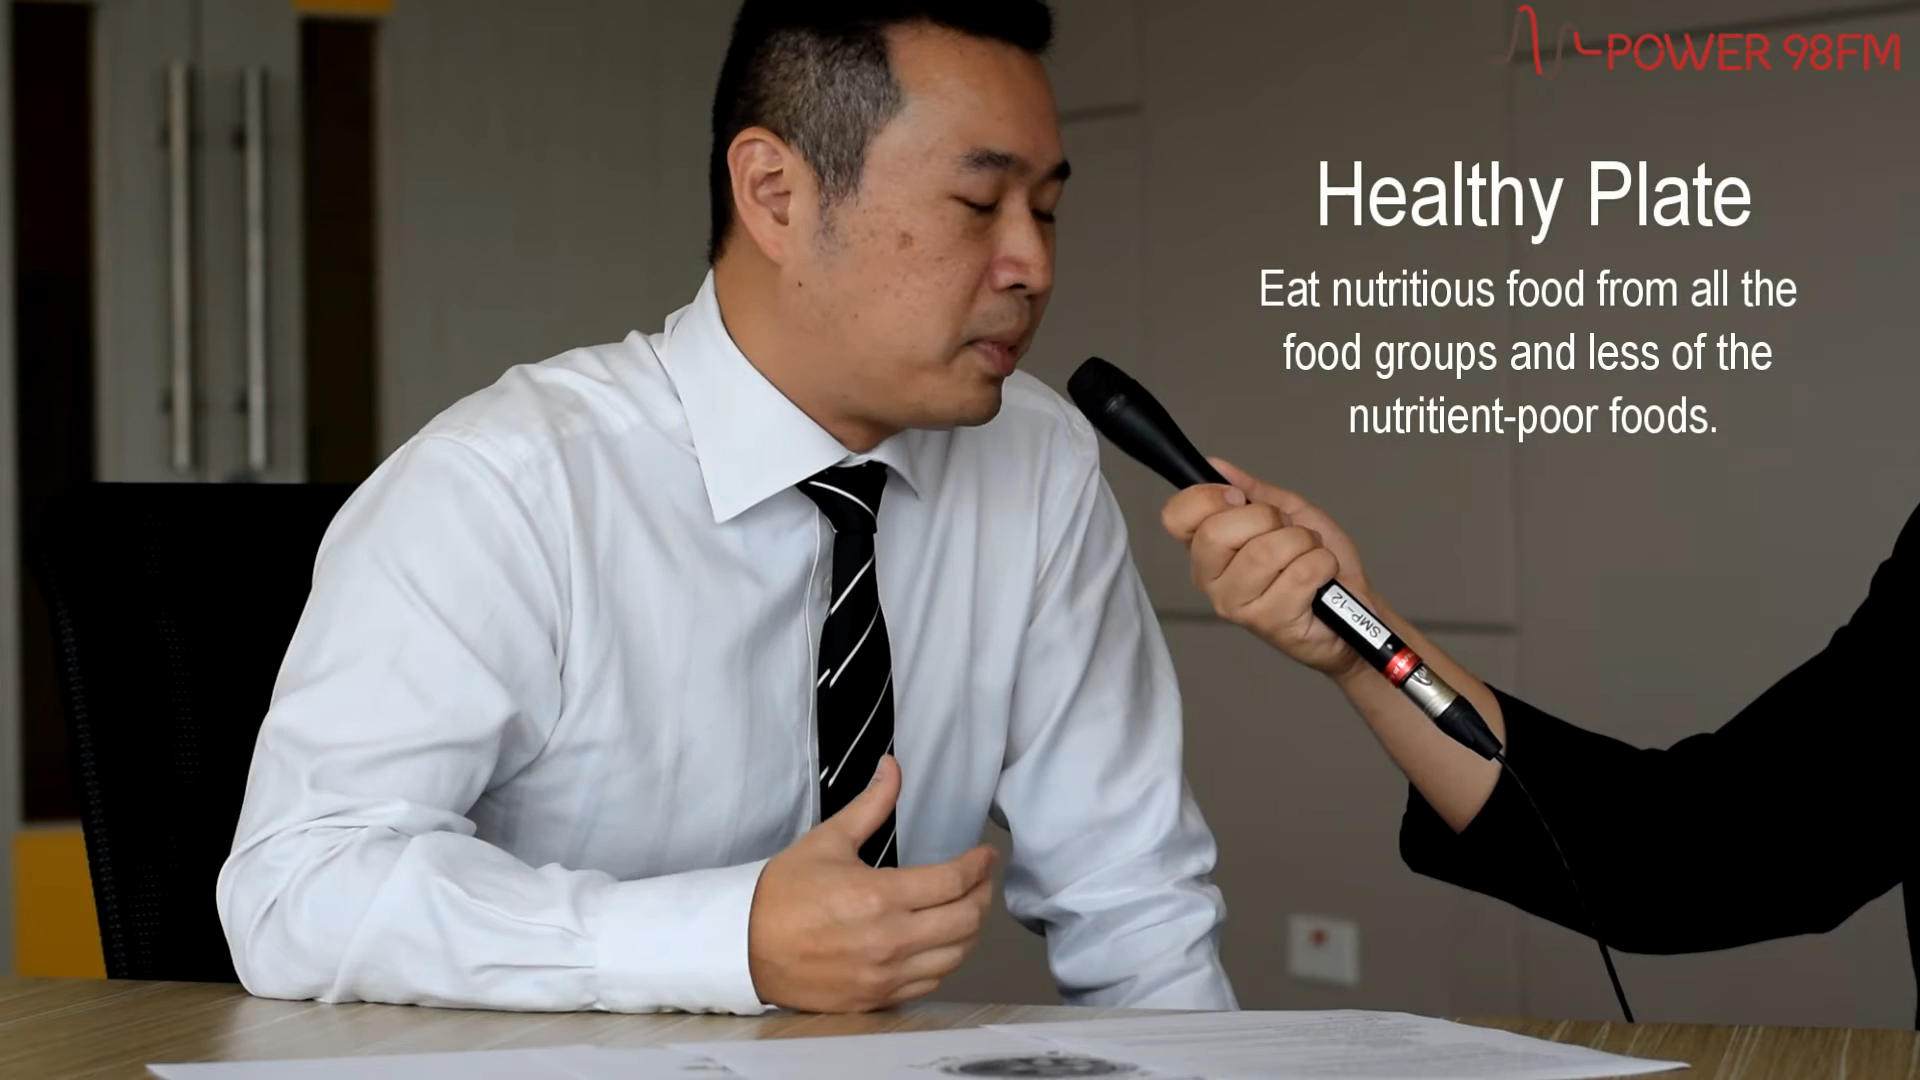 POWER 98FM
Healthy Plate
Eat nutritious food from all the
food groups and less of the
nutritient-poor foods.
SMP-12